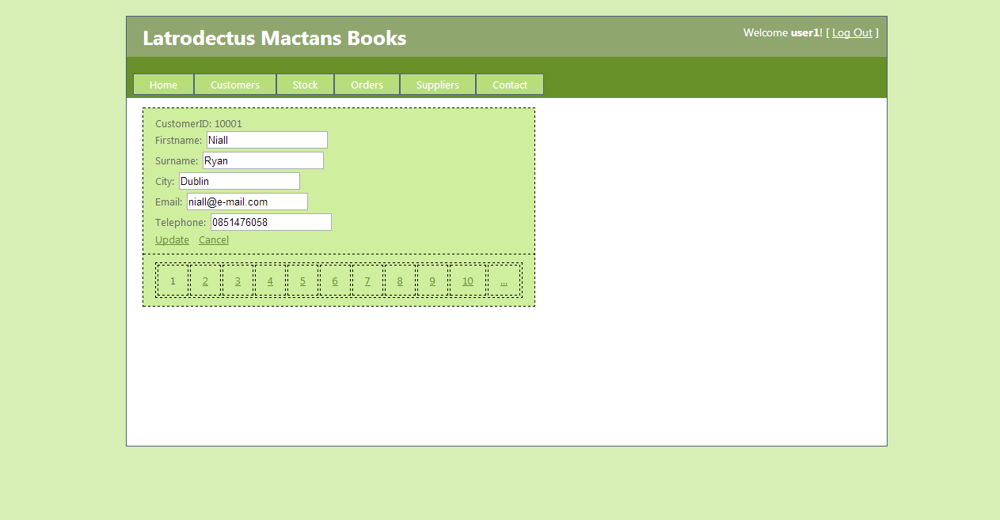 Latrodectus Mactans Books
Welcome user1! [ Log Out ]
Home Customers Stock Orders Suppliers Contact
CustomerID: 10001
Firstname: Niall
Surname: Ryan
City: Dublin
Email: niall@e-mail.com
Telephone: 0851476058
Update Cancel
1 2 3 4 5 6 7 8 9 10 ...